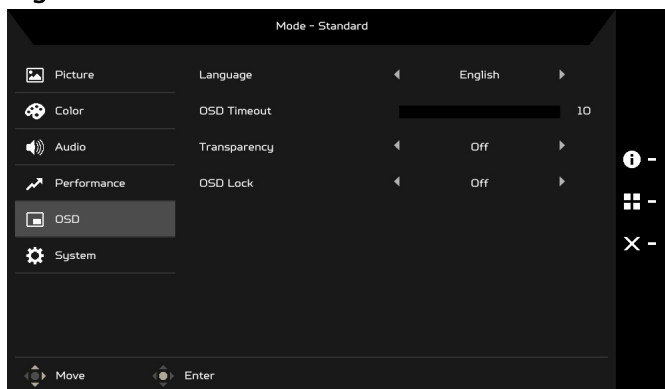 Mode - Standard
Picture
Language English
Color
OSD Timeout 10
Audio
Transparency Off
Performance
OSD Lock Off
OSD
System
Move Enter